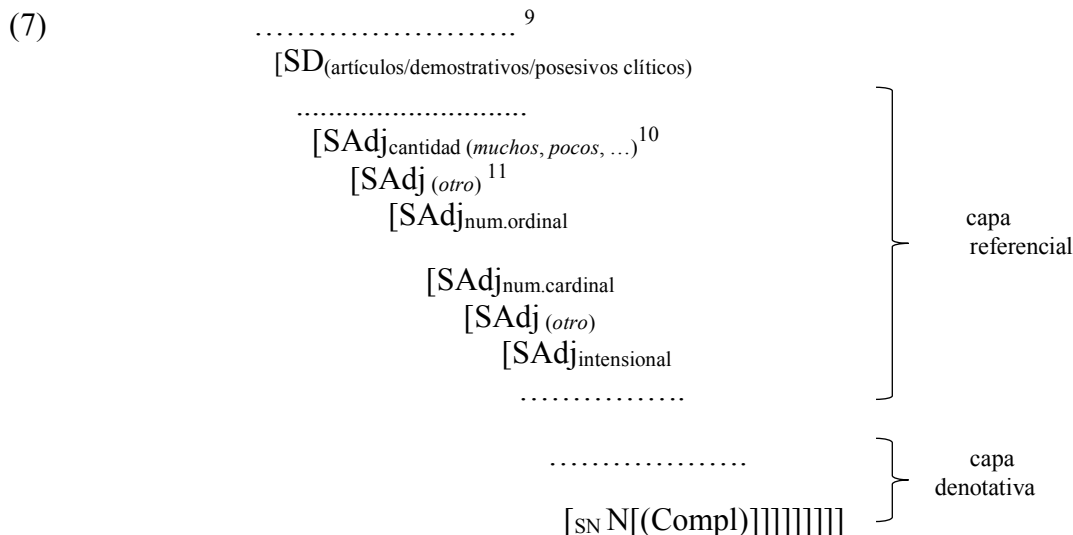 (7) ………………………. 9
[SD(artículos/demostrativos/posesivos clíticos)
………………………
[SAdjcantidad (muchos, pocos, …)10
[SAdj (otro) 11
[SAdjnum.ordinal
capa
referencial
[SAdjnum.cardinal
[SAdj (otro)
[SAdjintensional
…………….
………………. 
capa
denotativa
[SN N[(Compl)]]]]]]]]]